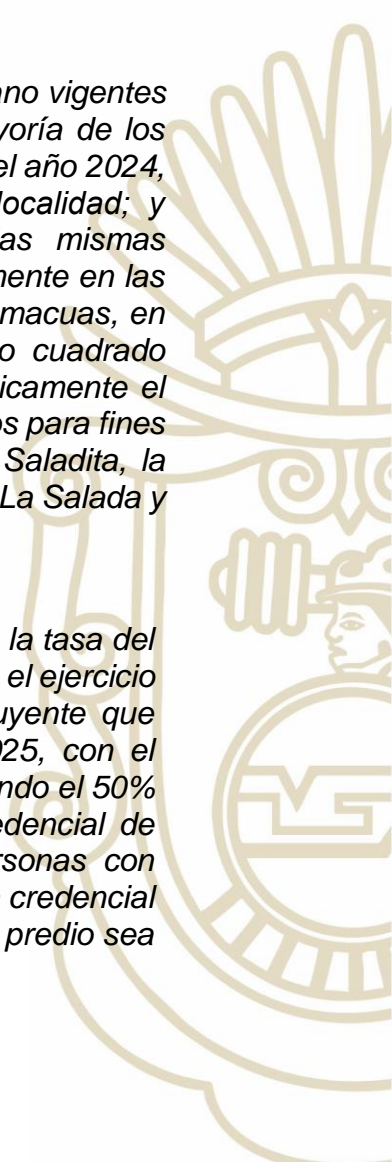 no vigentes
yoría de los
el año 2024,
localidad; y
as mismas
mente en las
macuas, en
o cuadrado
icamente el
os para fines
Saladita, la
La Salada y
la tasa del
el ejercicio
uyente que
025, con el
ndo el 50%
edencial de
rsonas con
credencial
predio sea